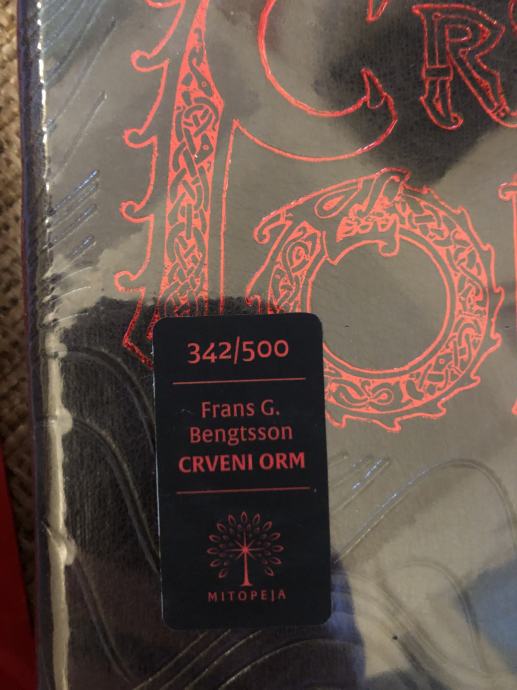 342/500
Frans G.
Bengtsson
CRVENI ORM
MITOPEJA